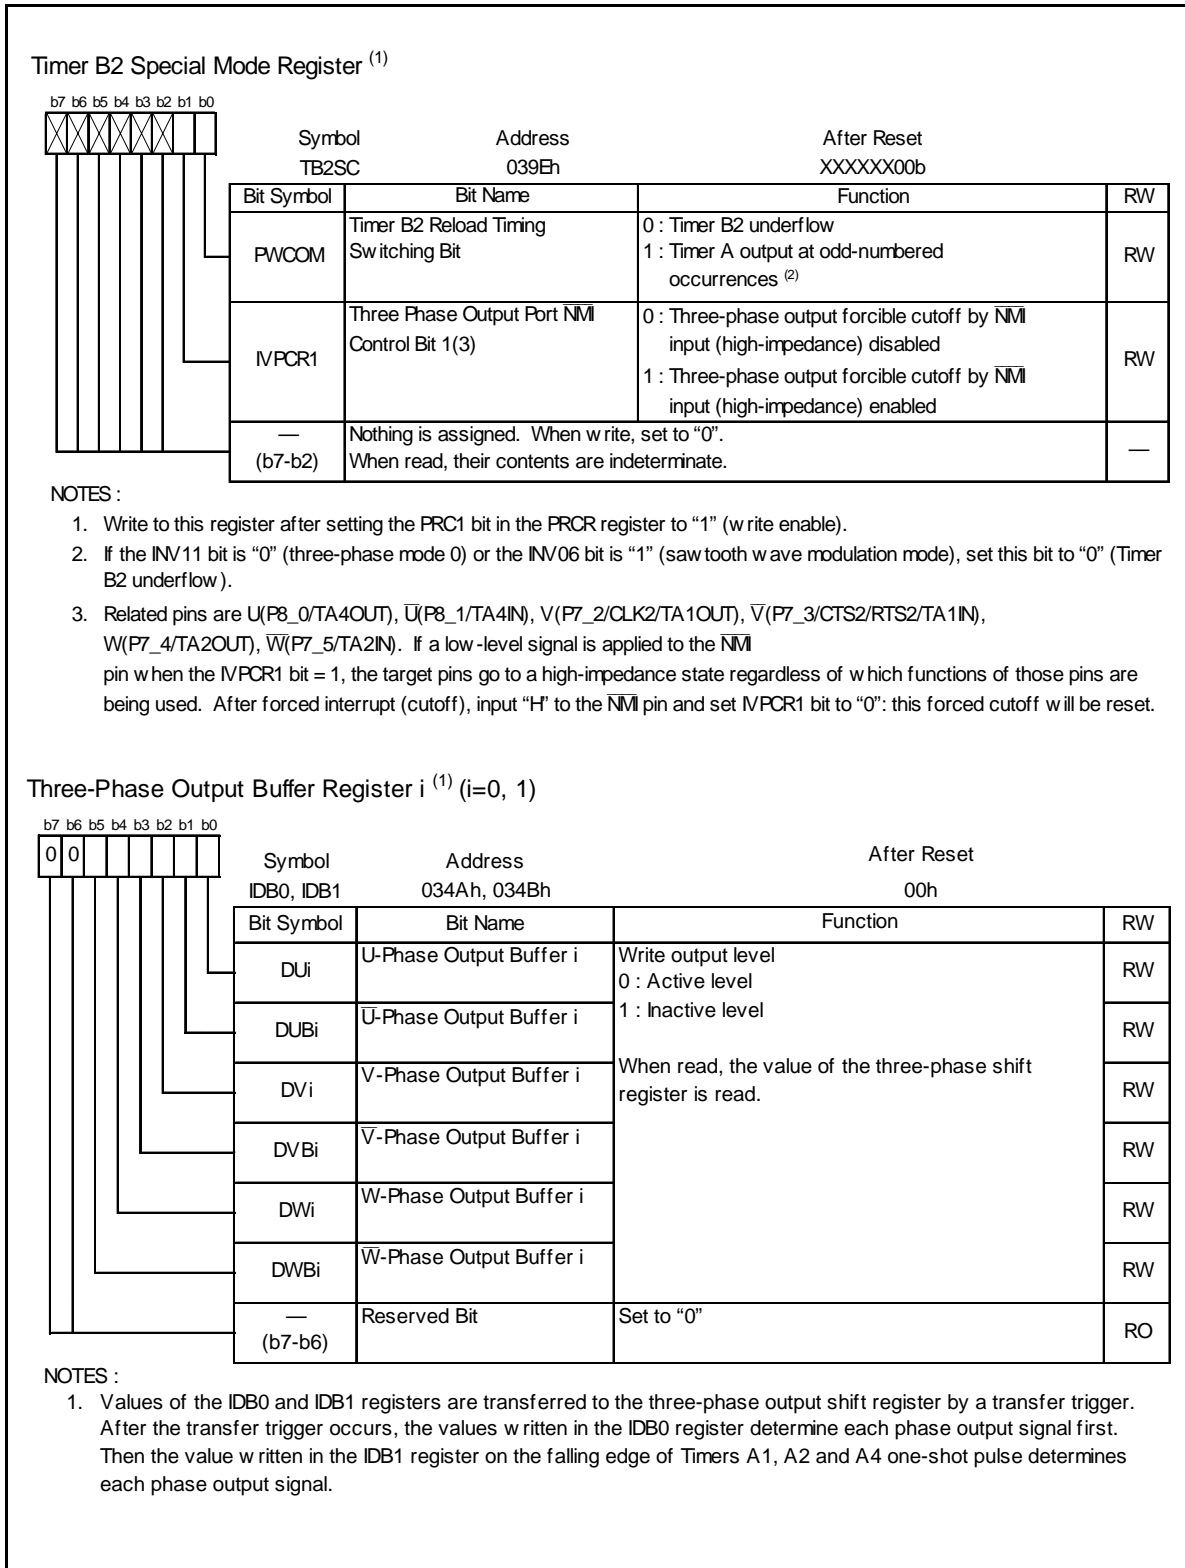 Timer B2 Special Mode Register (1)
b7 b6 b5 b4 b3 b2 b1 b0
Symbol Address After Reset
TB2SC 039Eh XXXXXX00b
Bit Symbol Bit Name Function RW
PWCOM
Timer B2 Reload Timing
Switching Bit
0 : Timer B2 underflow
1 : Timer A output at odd-numbered
occurrences (2)
RW
IVPCR1
Three Phase Output Port N̅M̅I̅
Control Bit 1(3)
0 : Three-phase output forcible cutoff by N̅M̅I̅
input (high-impedance) disabled
1 : Three-phase output forcible cutoff by N̅M̅I̅
input (high-impedance) enabled
RW
—
(b7-b2)
Nothing is assigned. When write, set to “0”.
When read, their contents are indeterminate.
—
NOTES :
1. Write to this register after setting the PRC1 bit in the PRCR register to “1” (write enable).
2. If the INV11 bit is “0” (three-phase mode 0) or the INV06 bit is “1” (sawtooth wave modulation mode), set this bit to “0” (Timer
B2 underflow).
3. Related pins are U(P8_0/TA4OUT), U̅(P8_1/TA4IN), V(P7_2/CLK2/TA1OUT), V̅(P7_3/CTS2/RTS2/TA1IN),
W(P7_4/TA2OUT), W̅(P7_5/TA2IN). If a low-level signal is applied to the N̅M̅I̅
pin when the IVPCR1 bit = 1, the target pins go to a high-impedance state regardless of which functions of those pins are
being used. After forced interrupt (cutoff), input “H” to the N̅M̅I̅ pin and set IVPCR1 bit to “0”: this forced cutoff will be reset.
Three-Phase Output Buffer Register i (1) (i=0, 1)
b7 b6 b5 b4 b3 b2 b1 b0
0 0
Symbol Address After Reset
IDB0, IDB1 034Ah, 034Bh 00h
Bit Symbol Bit Name Function RW
DUi U-Phase Output Buffer i RW
Write output level
0 : Active level
1 : Inactive level
When read, the value of the three-phase shift
register is read.
DUBi U̅-Phase Output Buffer i RW
DVi V-Phase Output Buffer i RW
DVBi V̅-Phase Output Buffer i RW
DWi W-Phase Output Buffer i RW
DWBi W̅-Phase Output Buffer i RW
—
(b7-b6)
Reserved Bit Set to “0” RO
NOTES :
1. Values of the IDB0 and IDB1 registers are transferred to the three-phase output shift register by a transfer trigger.
After the transfer trigger occurs, the values written in the IDB0 register determine each phase output signal first.
Then the value written in the IDB1 register on the falling edge of Timers A1, A2 and A4 one-shot pulse determines
each phase output signal.